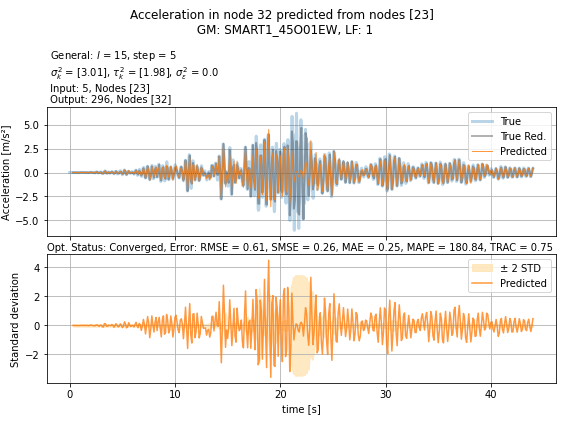 Acceleration in node 32 predicted from nodes [23]
GM: SMART1_45O01EW, LF: 1
General: l = 15, step = 5
σ²ₖ = [3.01], τ²ₖ = [1.98], σ²ε = 0.0
Input: 5, Nodes [23]
Output: 296, Nodes [32]
Acceleration [m/s²]
5.0
2.5
0.0
−2.5
−5.0
True
True Red.
Predicted
Opt. Status: Converged, Error: RMSE = 0.61, SMSE = 0.26, MAE = 0.25, MAPE = 180.84, TRAC = 0.75
Standard deviation
4
2
0
−2
± 2 STD
Predicted
0 10 20 30 40
time [s]